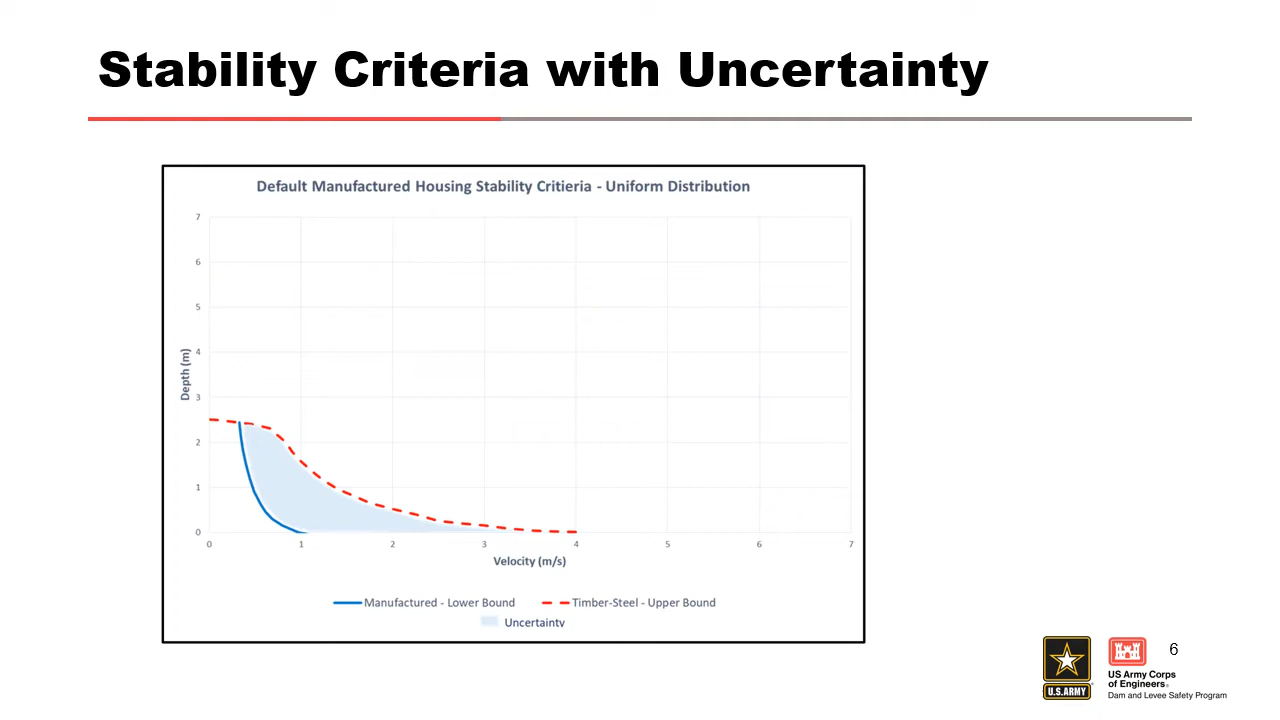 Stability Criteria with Uncertainty
Default Manufactured Housing Stability Critieria - Uniform Distribution
7
6
5
4
3
2
1
0
Depth (m)
0 1 2 3 4 5 6 7
Velocity (m/s)
Manufactured - Lower Bound Timber-Steel - Upper Bound
Uncertainty
6
U.S.ARMY
US Army Corps
of Engineers®
Dam and Levee Safety Program